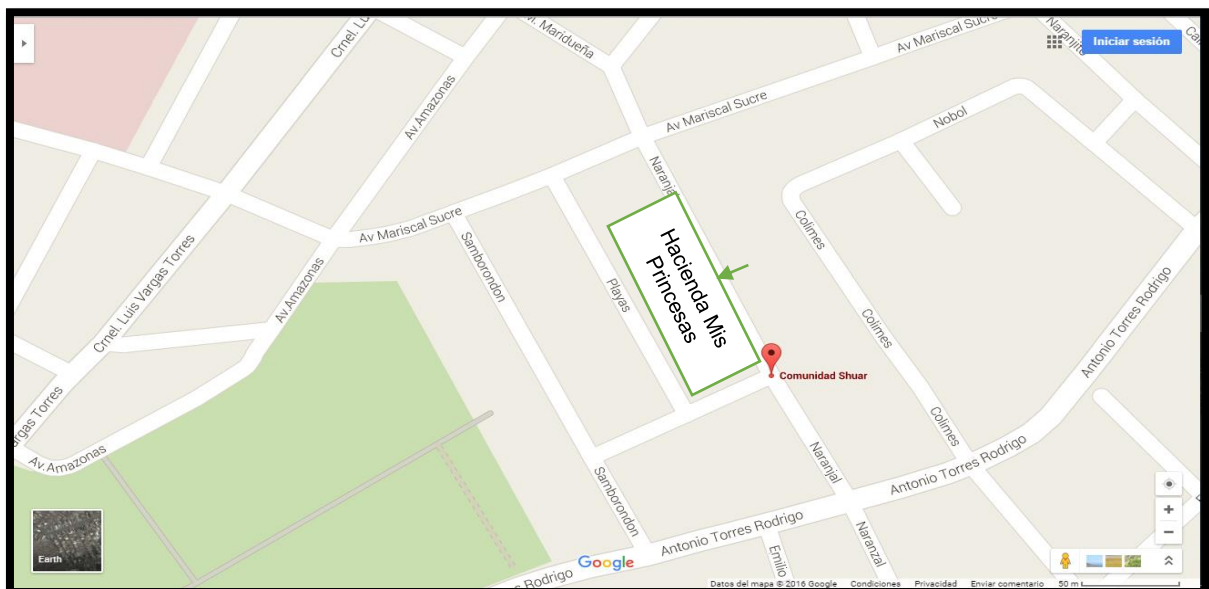 Crnel. Lu
Maridueña
Av Mariscal Sucre
Naranjito
Iniciar sesión
Av.Amazonas
Av Mariscal Sucre
Nobol
Naranjal
Av Mariscal Sucre
Samborondon
Colimes
Hacienda Mis
Princesas
Crnel. Luis Vargas Torres
Av.Amazonas
Playas
Colimes
Antonio Torres Rodrigo
Comunidad Shuar
argas Torres
Av.Amazonas
Colimes
Naranjal
Antonio Torres Rodrigo
Samborondon
Antonio Torres Rodrigo
Naranzal
Emilio
Earth
Google
s Rodrigo
Datos del mapa © 2016 Google Condiciones Privacidad Enviar comentario 50 m